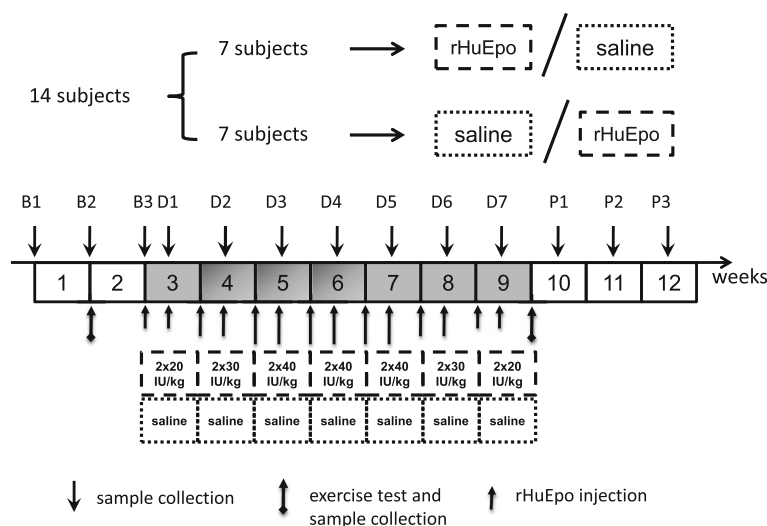 7 subjects rHuEpo / saline
14 subjects
7 subjects saline / rHuEpo
B1 B2 B3 D1 D2 D3 D4 D5 D6 D7 P1 P2 P3
1 2 3 4 5 6 7 8 9 10 11 12 weeks
2x20 2x30 2x40 2x40 2x40 2x30 2x20
IU/kg IU/kg IU/kg IU/kg IU/kg IU/kg IU/kg
saline saline saline saline saline saline saline
sample collection exercise test and rHuEpo injection
sample collection